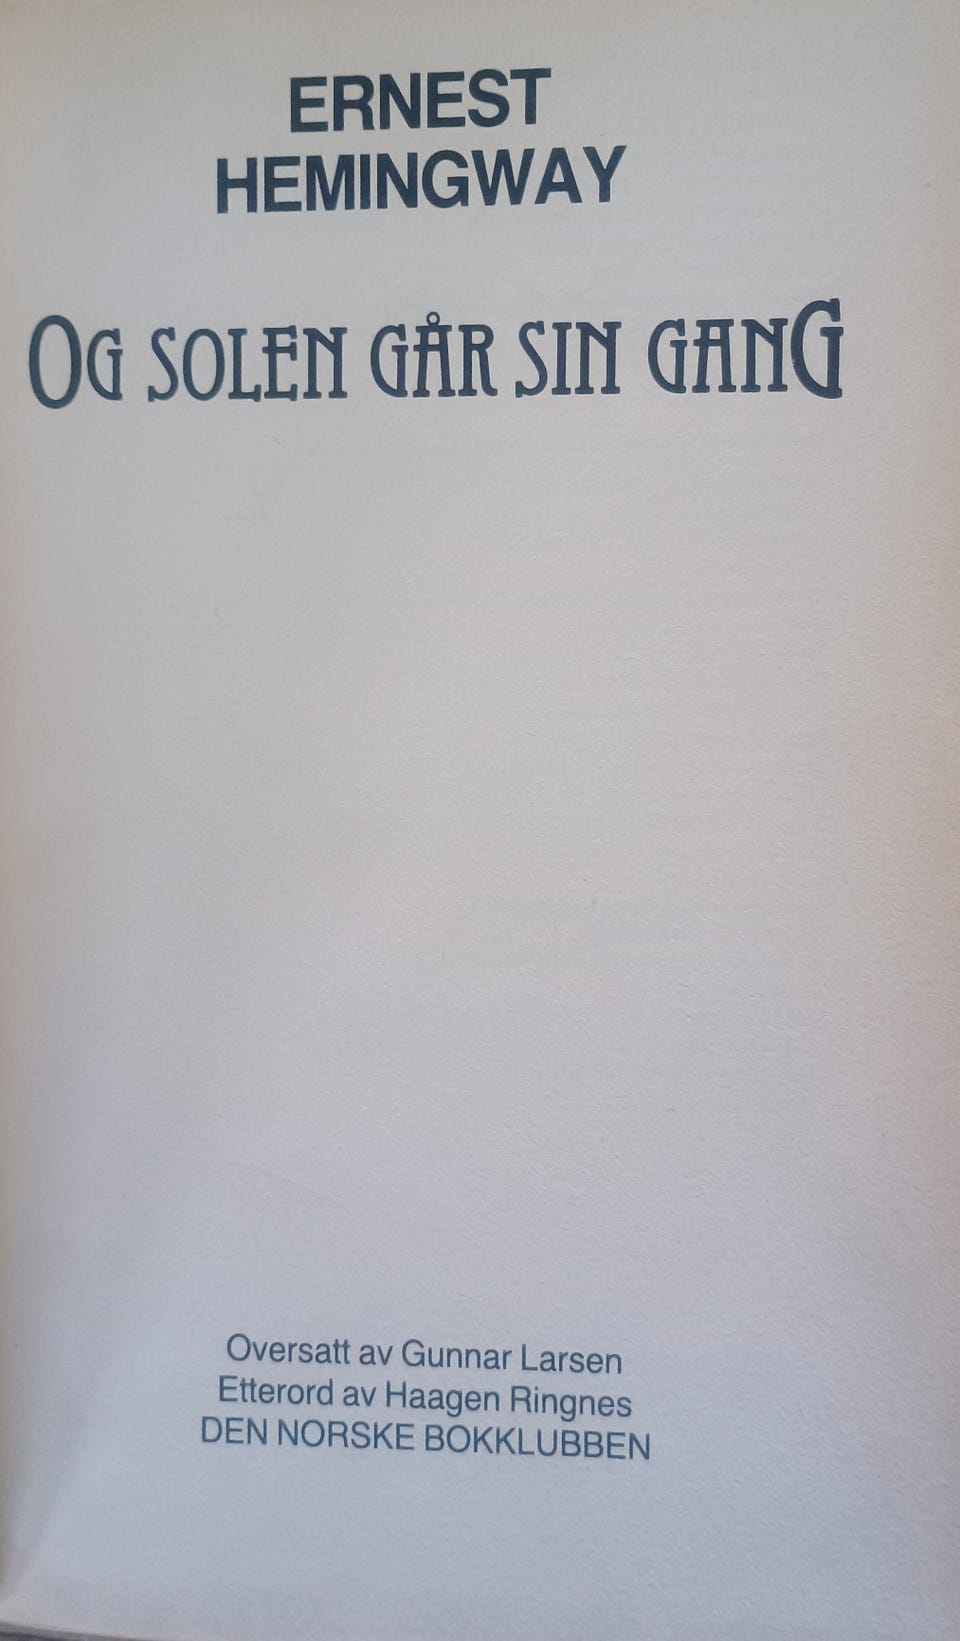 ERNEST
HEMINGWAY
OG SOLEN GÅR SIN GANG
Oversatt av Gunnar Larsen
Etterord av Haagen Ringnes
DEN NORSKE BOKKLUBBEN